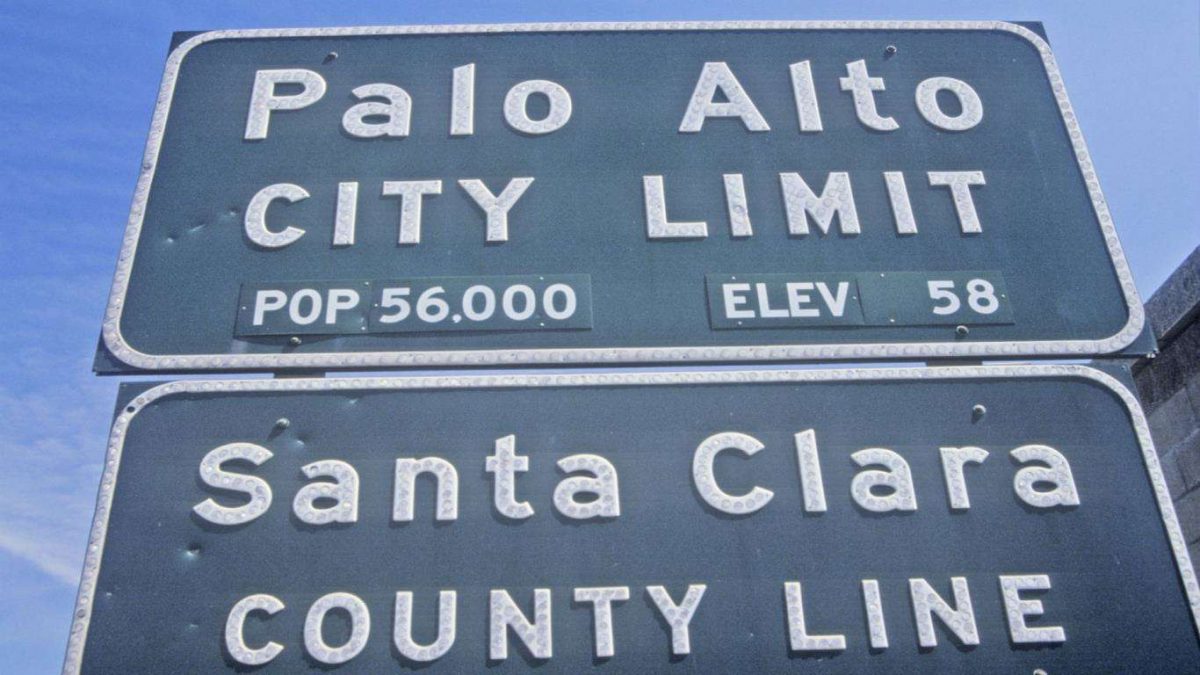 Palo Alto
CITY LIMIT
POP 56,000 ELEV 58
Santa Clara
COUNTY LINE